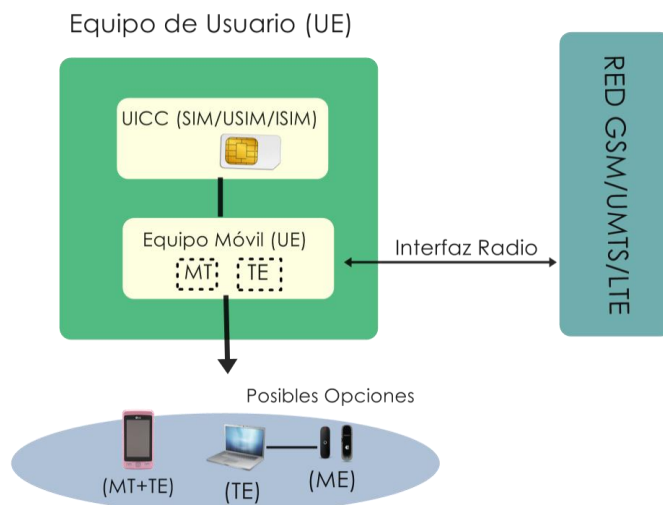 Equipo de Usuario (UE)
UICC (SIM/USIM/ISIM)
Equipo Móvil (UE)
MT TE
Interfaz Radio
RED GSM/UMTS/LTE
Posibles Opciones
(MT+TE)
(TE)
(ME)